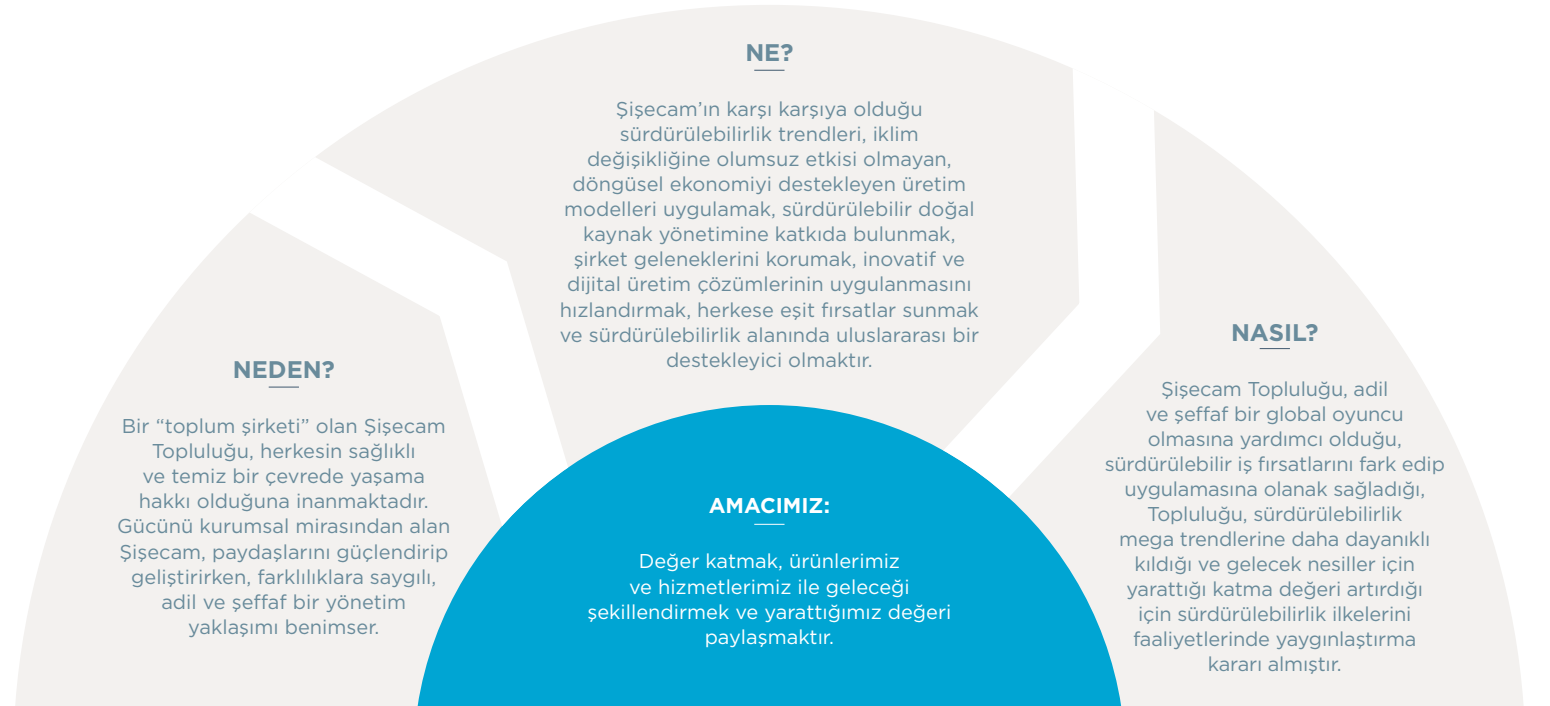 NEDEN?
Bir “toplum şirketi” olan Şişecam
Topluluğu, herkesin sağlıklı
ve temiz bir çevrede yaşama
hakkı olduğuna inanmaktadır.
Gücünü kurumsal mirasından alan
Şişecam, paydaşlarını güçlendirip
geliştirirken, farklılıklara saygılı,
adil ve şeffaf bir yönetim
yaklaşımı benimser.
NE?
Şişecam’ın karşı karşıya olduğu
sürdürülebilirlik trendleri, iklim
değişikliğine olumsuz etkisi olmayan,
döngüsel ekonomiyi destekleyen üretim
modelleri uygulamak, sürdürülebilir doğal
kaynak yönetimine katkıda bulunmak,
şirket geleneklerini korumak, inovatif ve
dijital üretim çözümlerinin uygulanmasını
hızlandırmak, herkese eşit fırsatlar sunmak
ve sürdürülebilirlik alanında uluslararası bir
destekleyici olmaktır.
NASIL?
Şişecam Topluluğu, adil
ve şeffaf bir global oyuncu
olmasına yardımcı olduğu,
sürdürülebilir iş fırsatlarını fark edip
uygulamasına olanak sağladığı,
Topluluğu, sürdürülebilirlik
mega trendlerine daha dayanıklı
kıldığı ve gelecek nesiller için
yarattığı katma değeri artırdığı
için sürdürülebilirlik ilkelerini
faaliyetlerinde yaygınlaştırma
kararı almıştır.
AMACIMIZ:
Değer katmak, ürünlerimiz
ve hizmetlerimiz ile geleceği
şekillendirmek ve yarattığımız değeri
paylaşmaktır.